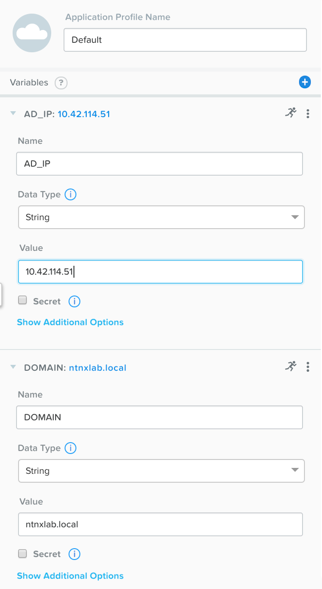 Application Profile Name
Default
Variables ?
AD_IP: 10.42.114.51
Name
AD_IP
Data Type i
String
Value
10.42.114.51
Secret i
Show Additional Options
DOMAIN: ntnxlab.local
Name
DOMAIN
Data Type i
String
Value
ntnxlab.local
Secret i
Show Additional Options